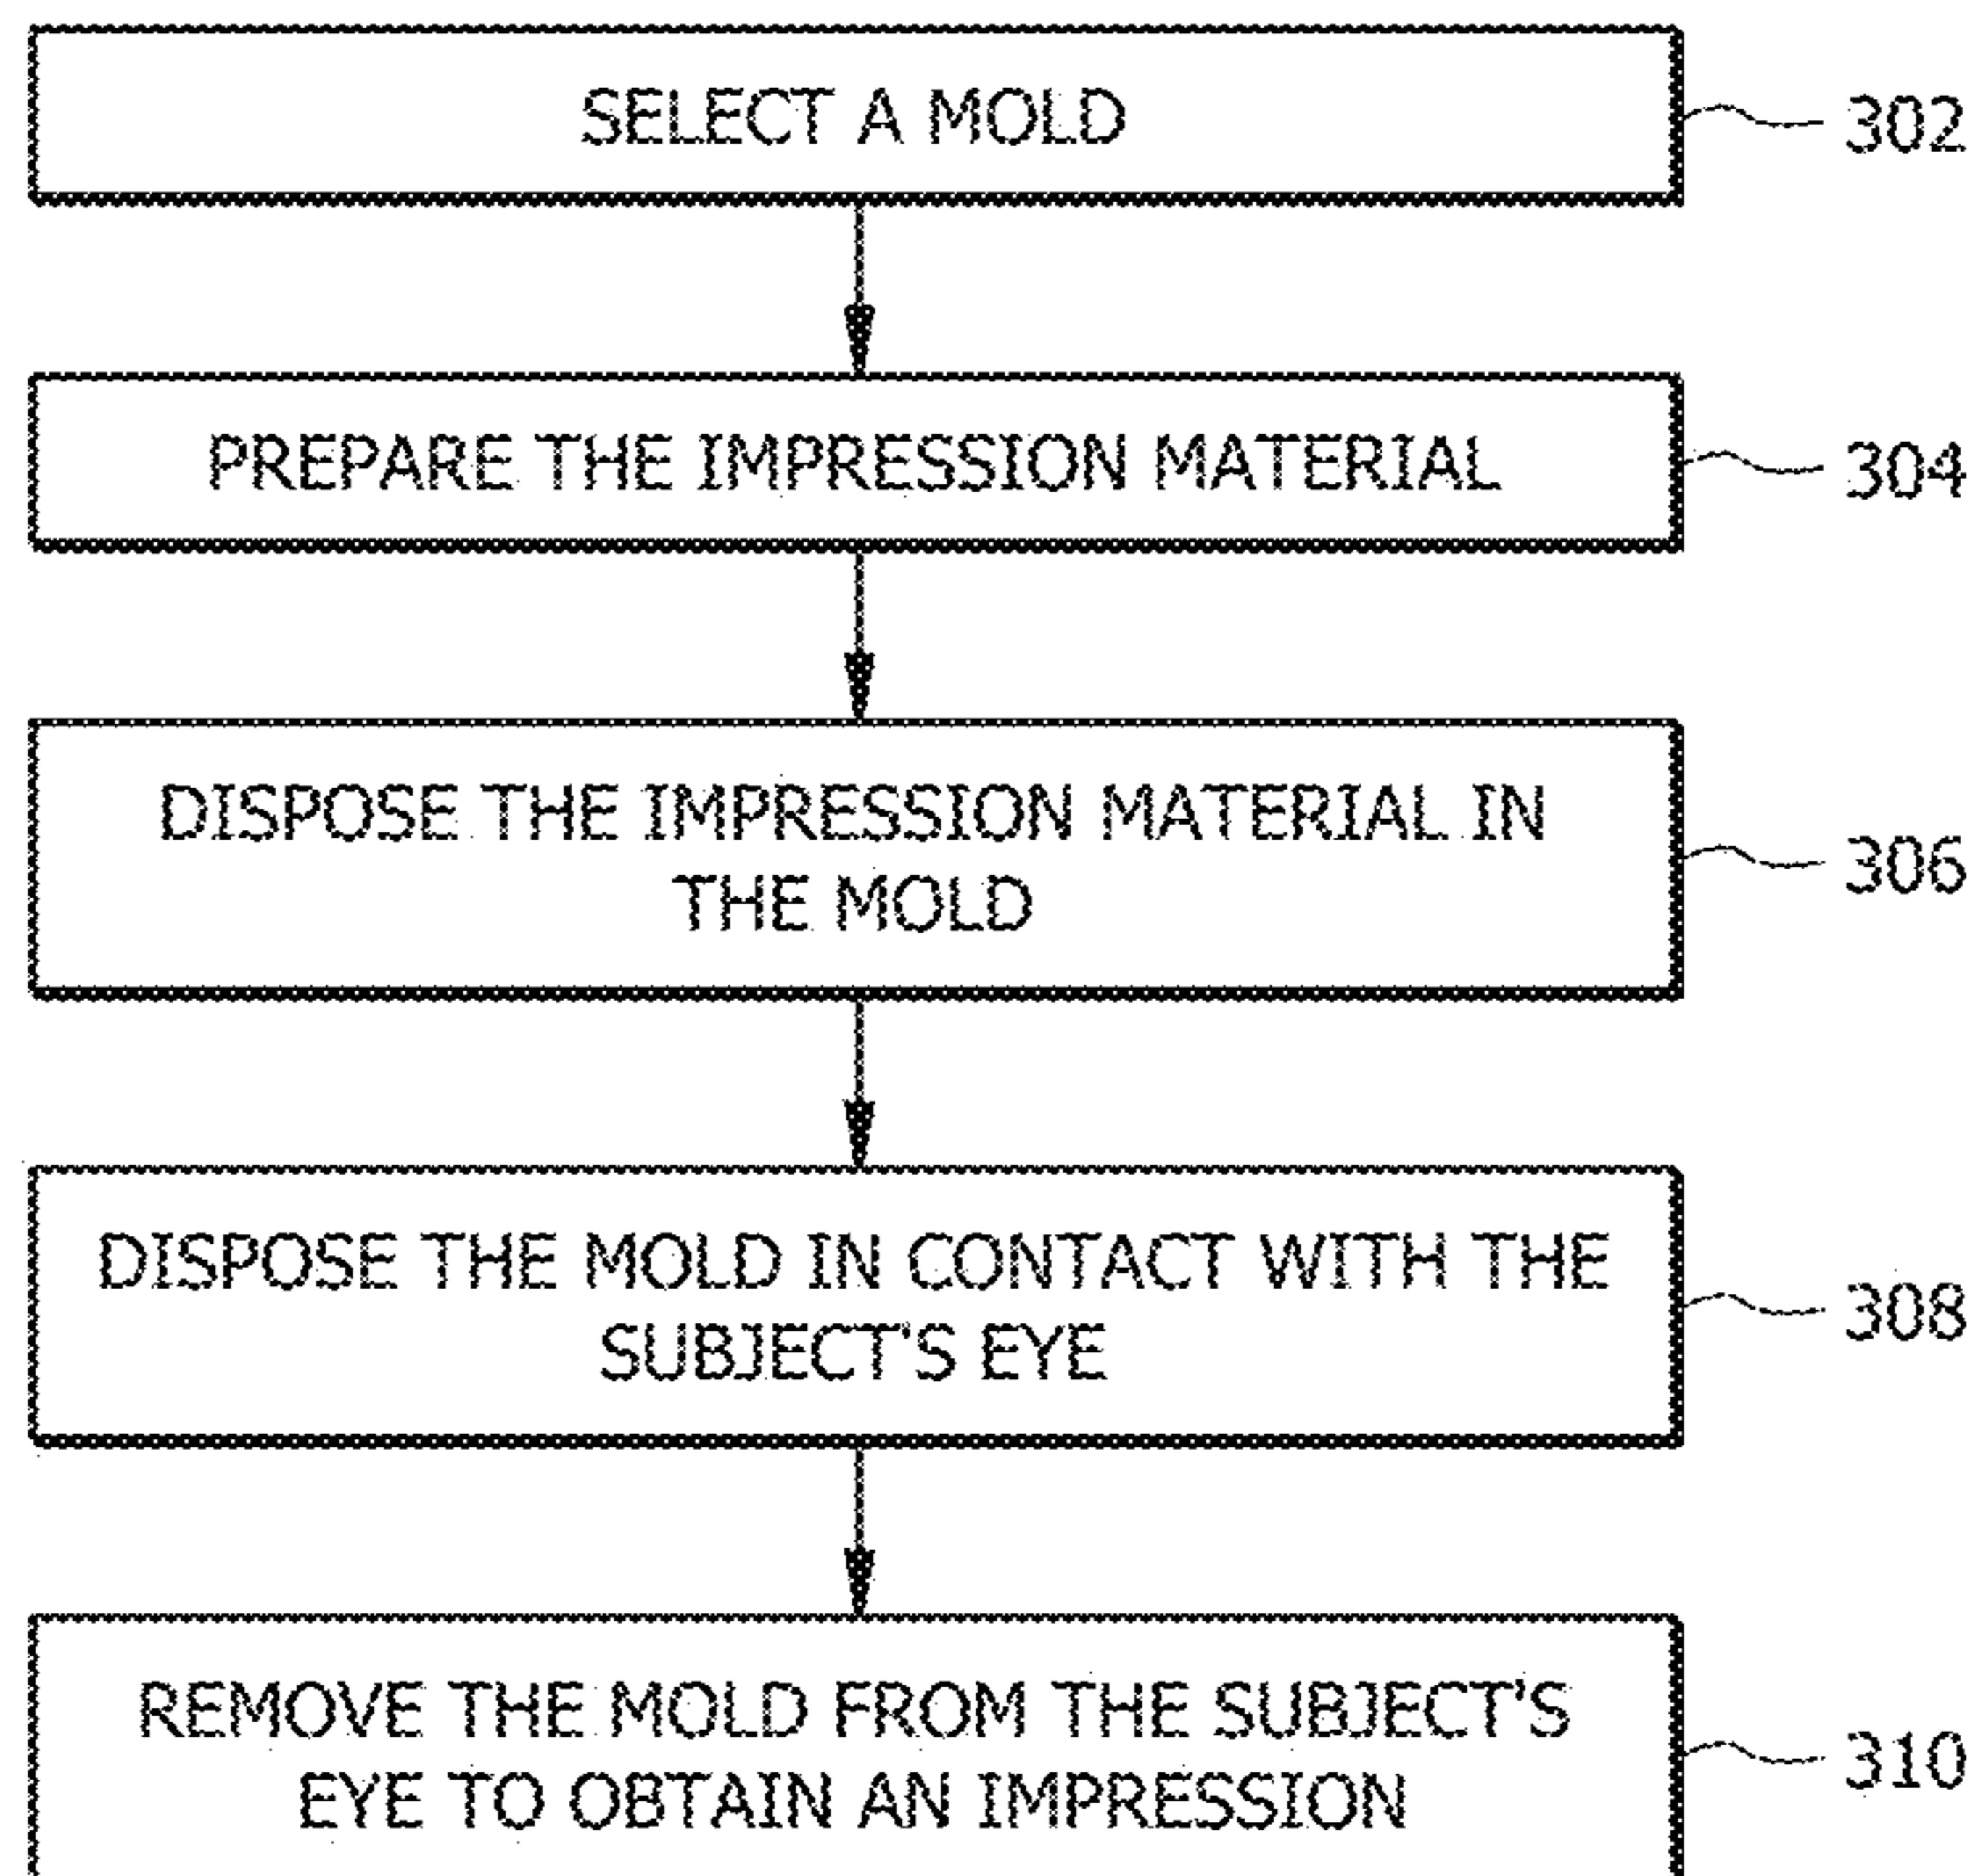 SELECT A MOLD
302
PREPARE THE IMPRESSION MATERIAL
304
DISPOSE THE IMPRESSION MATERIAL IN
THE MOLD
306
DISPOSE THE MOLD IN CONTACT WITH THE
SUBJECT'S EYE
308
REMOVE THE MOLD FROM THE SUBJECT'S
EYE TO OBTAIN AN IMPRESSION
310